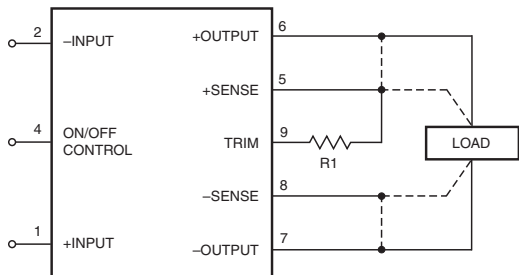 2
–INPUT
4
ON/OFF
CONTROL
1
+INPUT
+OUTPUT
6
+SENSE
5
TRIM
9
R1
–SENSE
8
–OUTPUT
7
LOAD